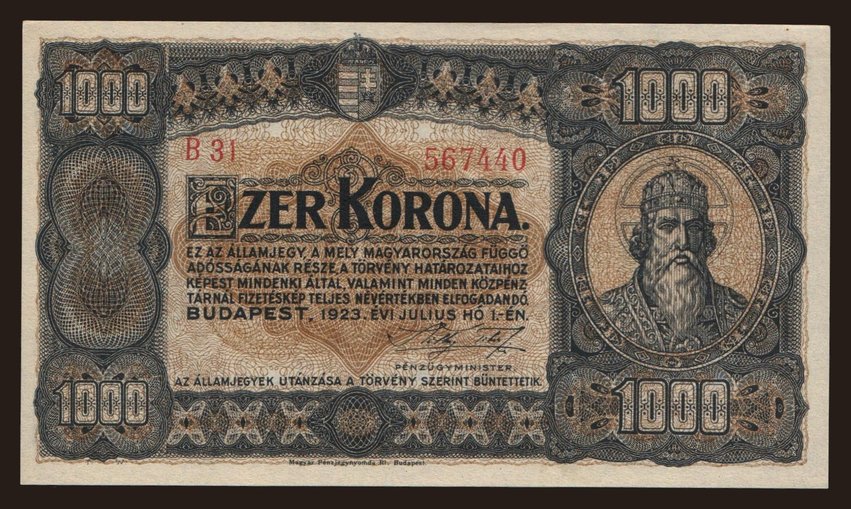 1000
1000
B 31
567440
EZER KORONA.
EZ AZ ÁLLAMJEGY, A MELY MAGYARORSZÁG FÜGGŐ
ADÓSSÁGÁNAK RÉSZE, A TÖRVÉNY HATÁROZATAIHOZ
KÉPEST MINDENKI ÁLTAL, VALAMINT MINDEN KÖZPÉNZ-
TÁRNÁL FIZETÉSKÉP TELJES NÉVÉRTÉKBEN ELFOGADANDÓ.
BUDAPEST, 1923. ÉVI JULIUS HÓ 1.-ÉN.
PÉNZÜGYMINISTER.
AZ ÁLLAMJEGYEK UTÁNZÁSA A TÖRVÉNY SZERINT BÜNTETTETIK.
1000
1000
Magyar Pénzjegynyomda Rt. Budapest.